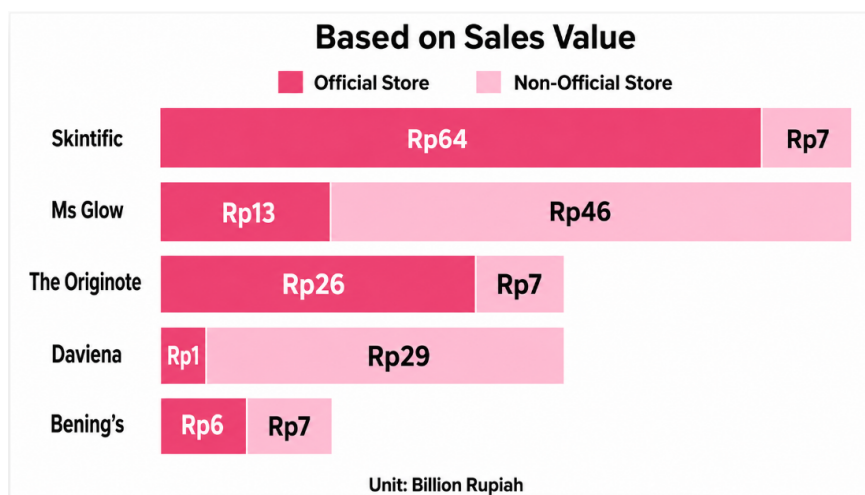 Based on Sales Value
Official Store Non-Official Store
Skintific Rp64 Rp7
Ms Glow Rp13 Rp46
The Originote Rp26 Rp7
Daviena Rp1 Rp29
Bening’s Rp6 Rp7
Unit: Billion Rupiah